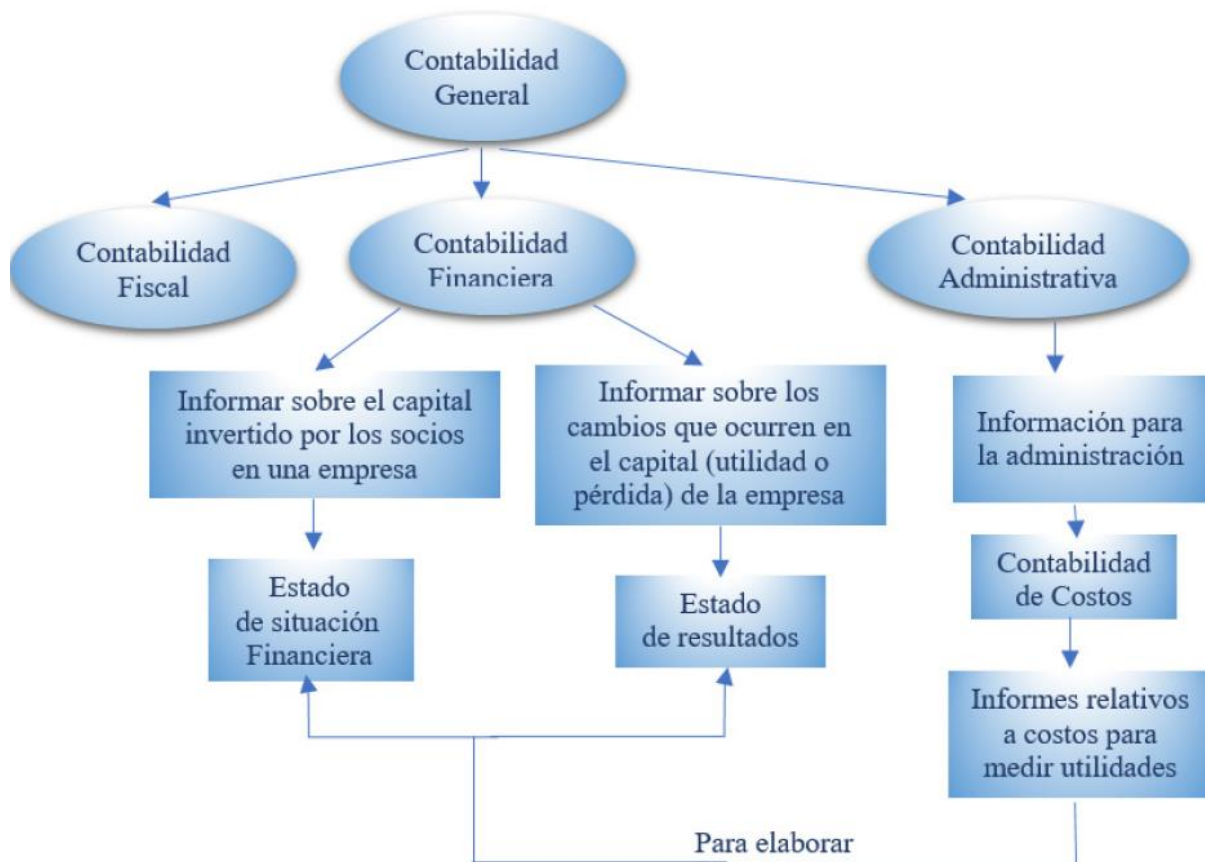 Contabilidad
General
Contabilidad
Fiscal
Contabilidad
Financiera
Contabilidad
Administrativa
Informar sobre el capital
invertido por los socios
en una empresa
Informar sobre los
cambios que ocurren en
el capital (utilidad o
pérdida) de la empresa
Información para
la administración
Estado
de situación
Financiera
Estado
de resultados
Contabilidad
de Costos
Informes relativos
a costos para
medir utilidades
Para elaborar